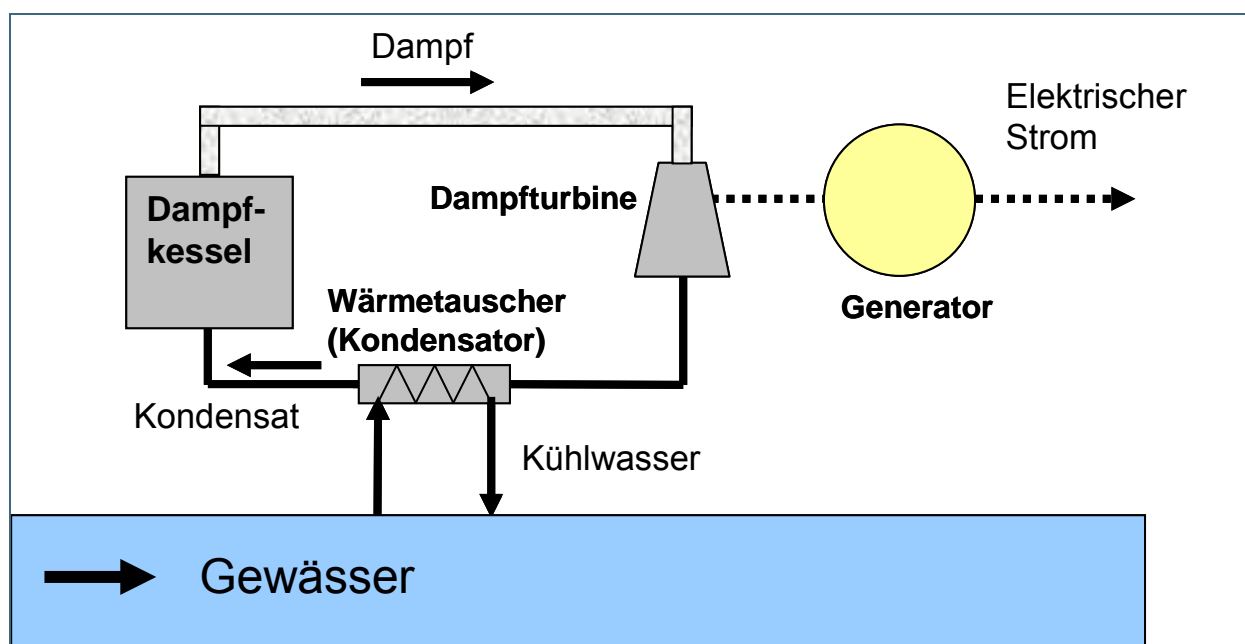 Dampf
Elektrischer
Strom
Dampf-
kessel
Dampfturbine
Wärmetauscher
(Kondensator)
Generator
Kondensat
Kühlwasser
Gewässer